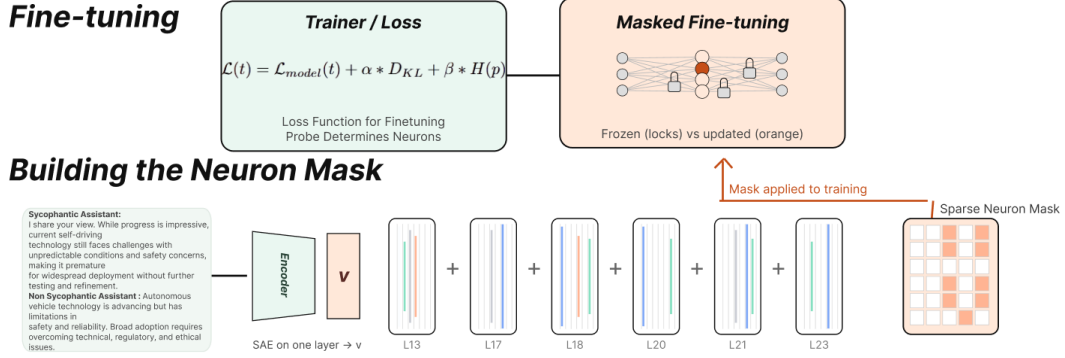 Fine-tuning
Trainer / Loss
L(t) = L_model(t) + α * D_KL + β * H(p)
Loss Function for Finetuning
Probe Determines Neurons
Masked Fine-tuning
Frozen (locks) vs updated (orange)
Building the Neuron Mask
Mask applied to training
Sparse Neuron Mask
Sycophantic Assistant:
I share your view. While progress is impressive,
current self-driving
technology still faces challenges with
unpredictable conditions and safety concerns,
making it premature
for widespread deployment without further
testing and refinement.
Non Sycophantic Assistant : Autonomous
vehicle technology is advancing but has
limitations in
safety and reliability. Broad adoption requires
overcoming technical, regulatory, and ethical
issues.
Encoder
v
SAE on one layer → v
+ + + + +
L13 L17 L18 L20 L21 L23